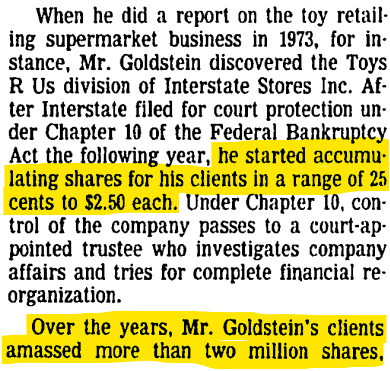 When he did a report on the toy retail-
ing supermarket business in 1973, for in-
stance, Mr. Goldstein discovered the Toys
R Us division of Interstate Stores Inc. Af-
ter Interstate filed for court protection un-
der Chapter 10 of the Federal Bankruptcy
Act the following year, he started accumu-
lating shares for his clients in a range of 25
cents to $2.50 each. Under Chapter 10, con-
trol of the company passes to a court-ap-
pointed trustee who investigates company
affairs and tries for complete financial re-
organization.
Over the years, Mr. Goldstein's clients
amassed more than two million shares,